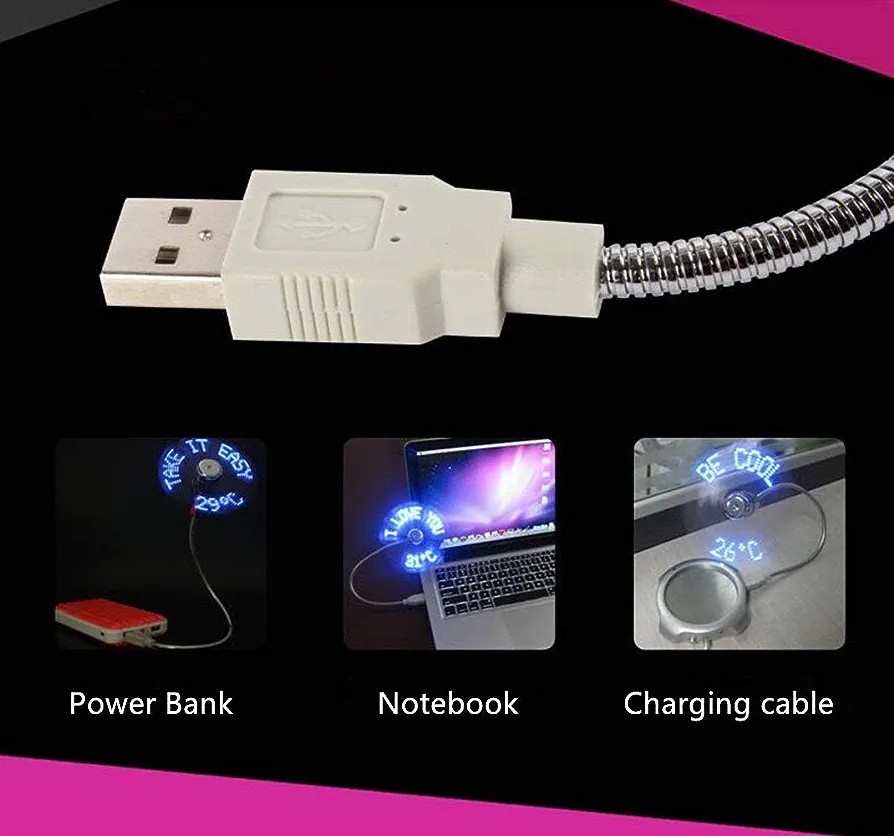 TAKE IT EASY
29°C
I LOVE YOU
31°C
BE COOL
26°C
Power Bank
Notebook
Charging cable